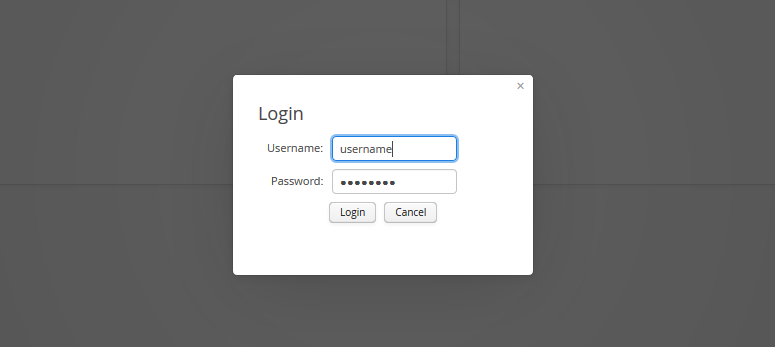 ×
Login
Username: username
Password: ••••••••
Login Cancel